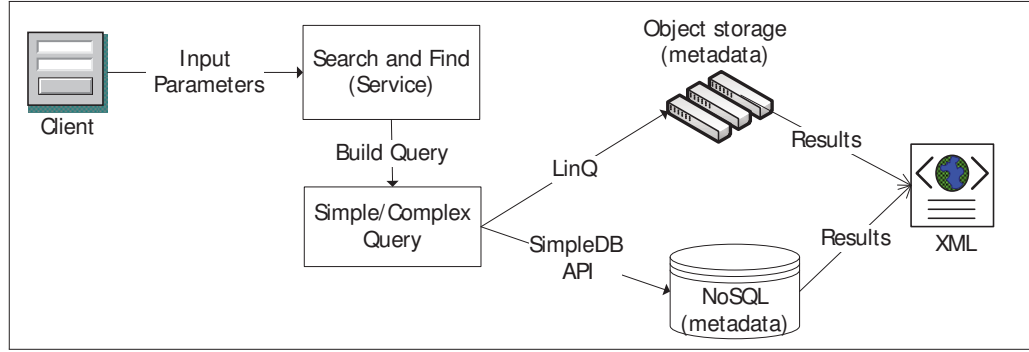 Object storage
(metadata)
Input
Parameters
Search and Find
(Service)
Client
Build Query
Results
LinQ
Simple/Complex
Query
SimpleDB
API
Results
XML
NoSQL
(metadata)